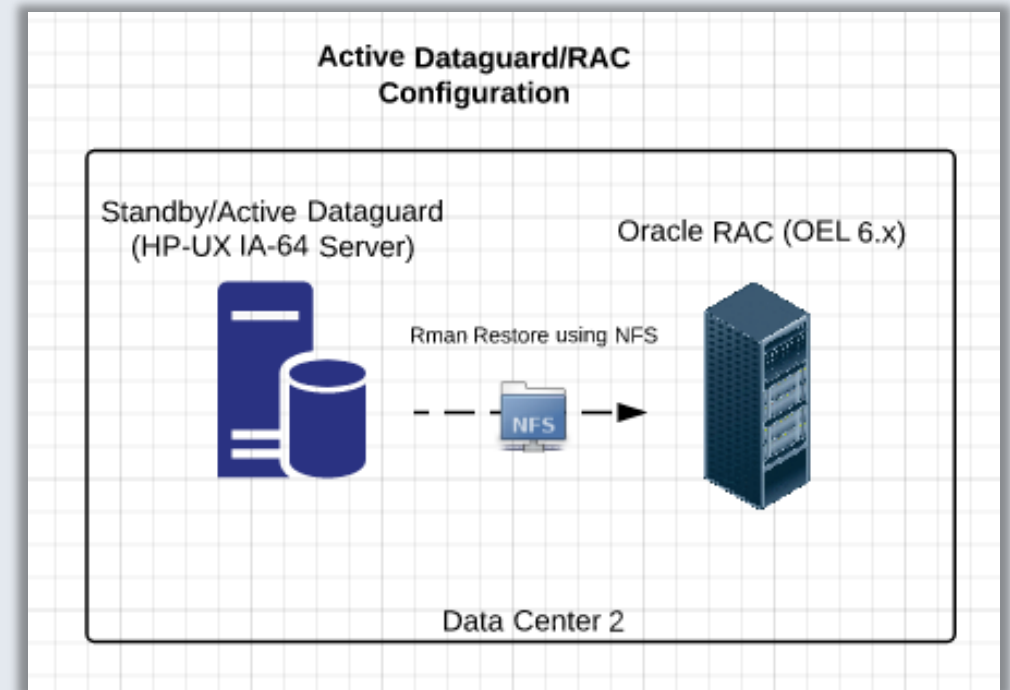 Active Dataguard/RAC
Configuration
Standby/Active Dataguard
(HP-UX IA-64 Server)
Oracle RAC (OEL 6.x)
Rman Restore using NFS
NFS
Data Center 2